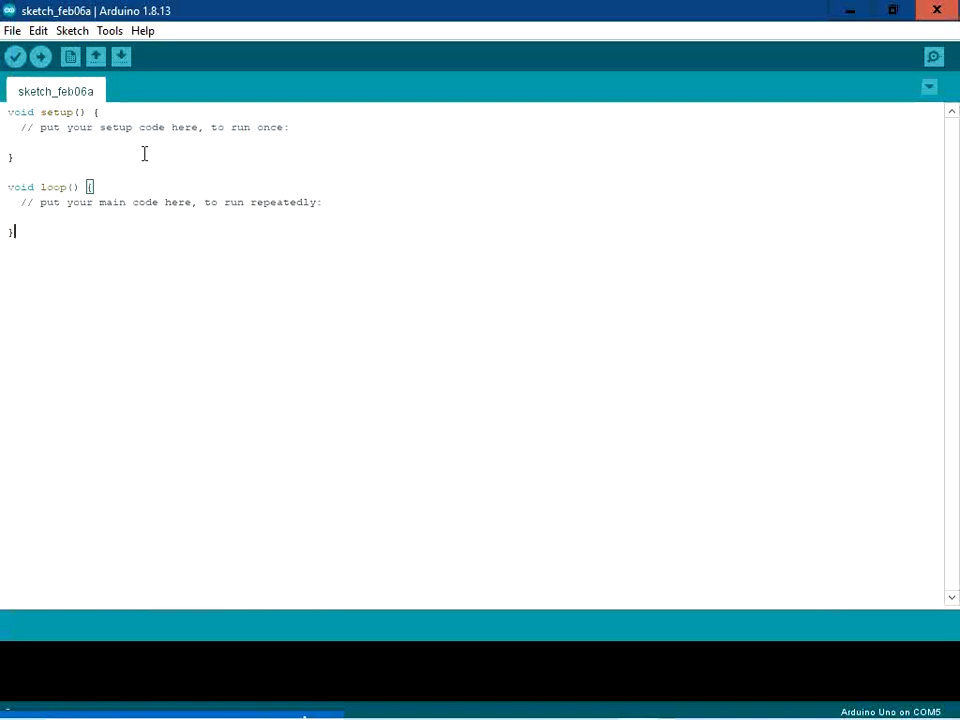 sketch_feb06a | Arduino 1.8.13
File Edit Sketch Tools Help
sketch_feb06a
void setup() {
  // put your setup code here, to run once:
}
void loop() {
  // put your main code here, to run repeatedly:
}
Arduino Uno on COM5